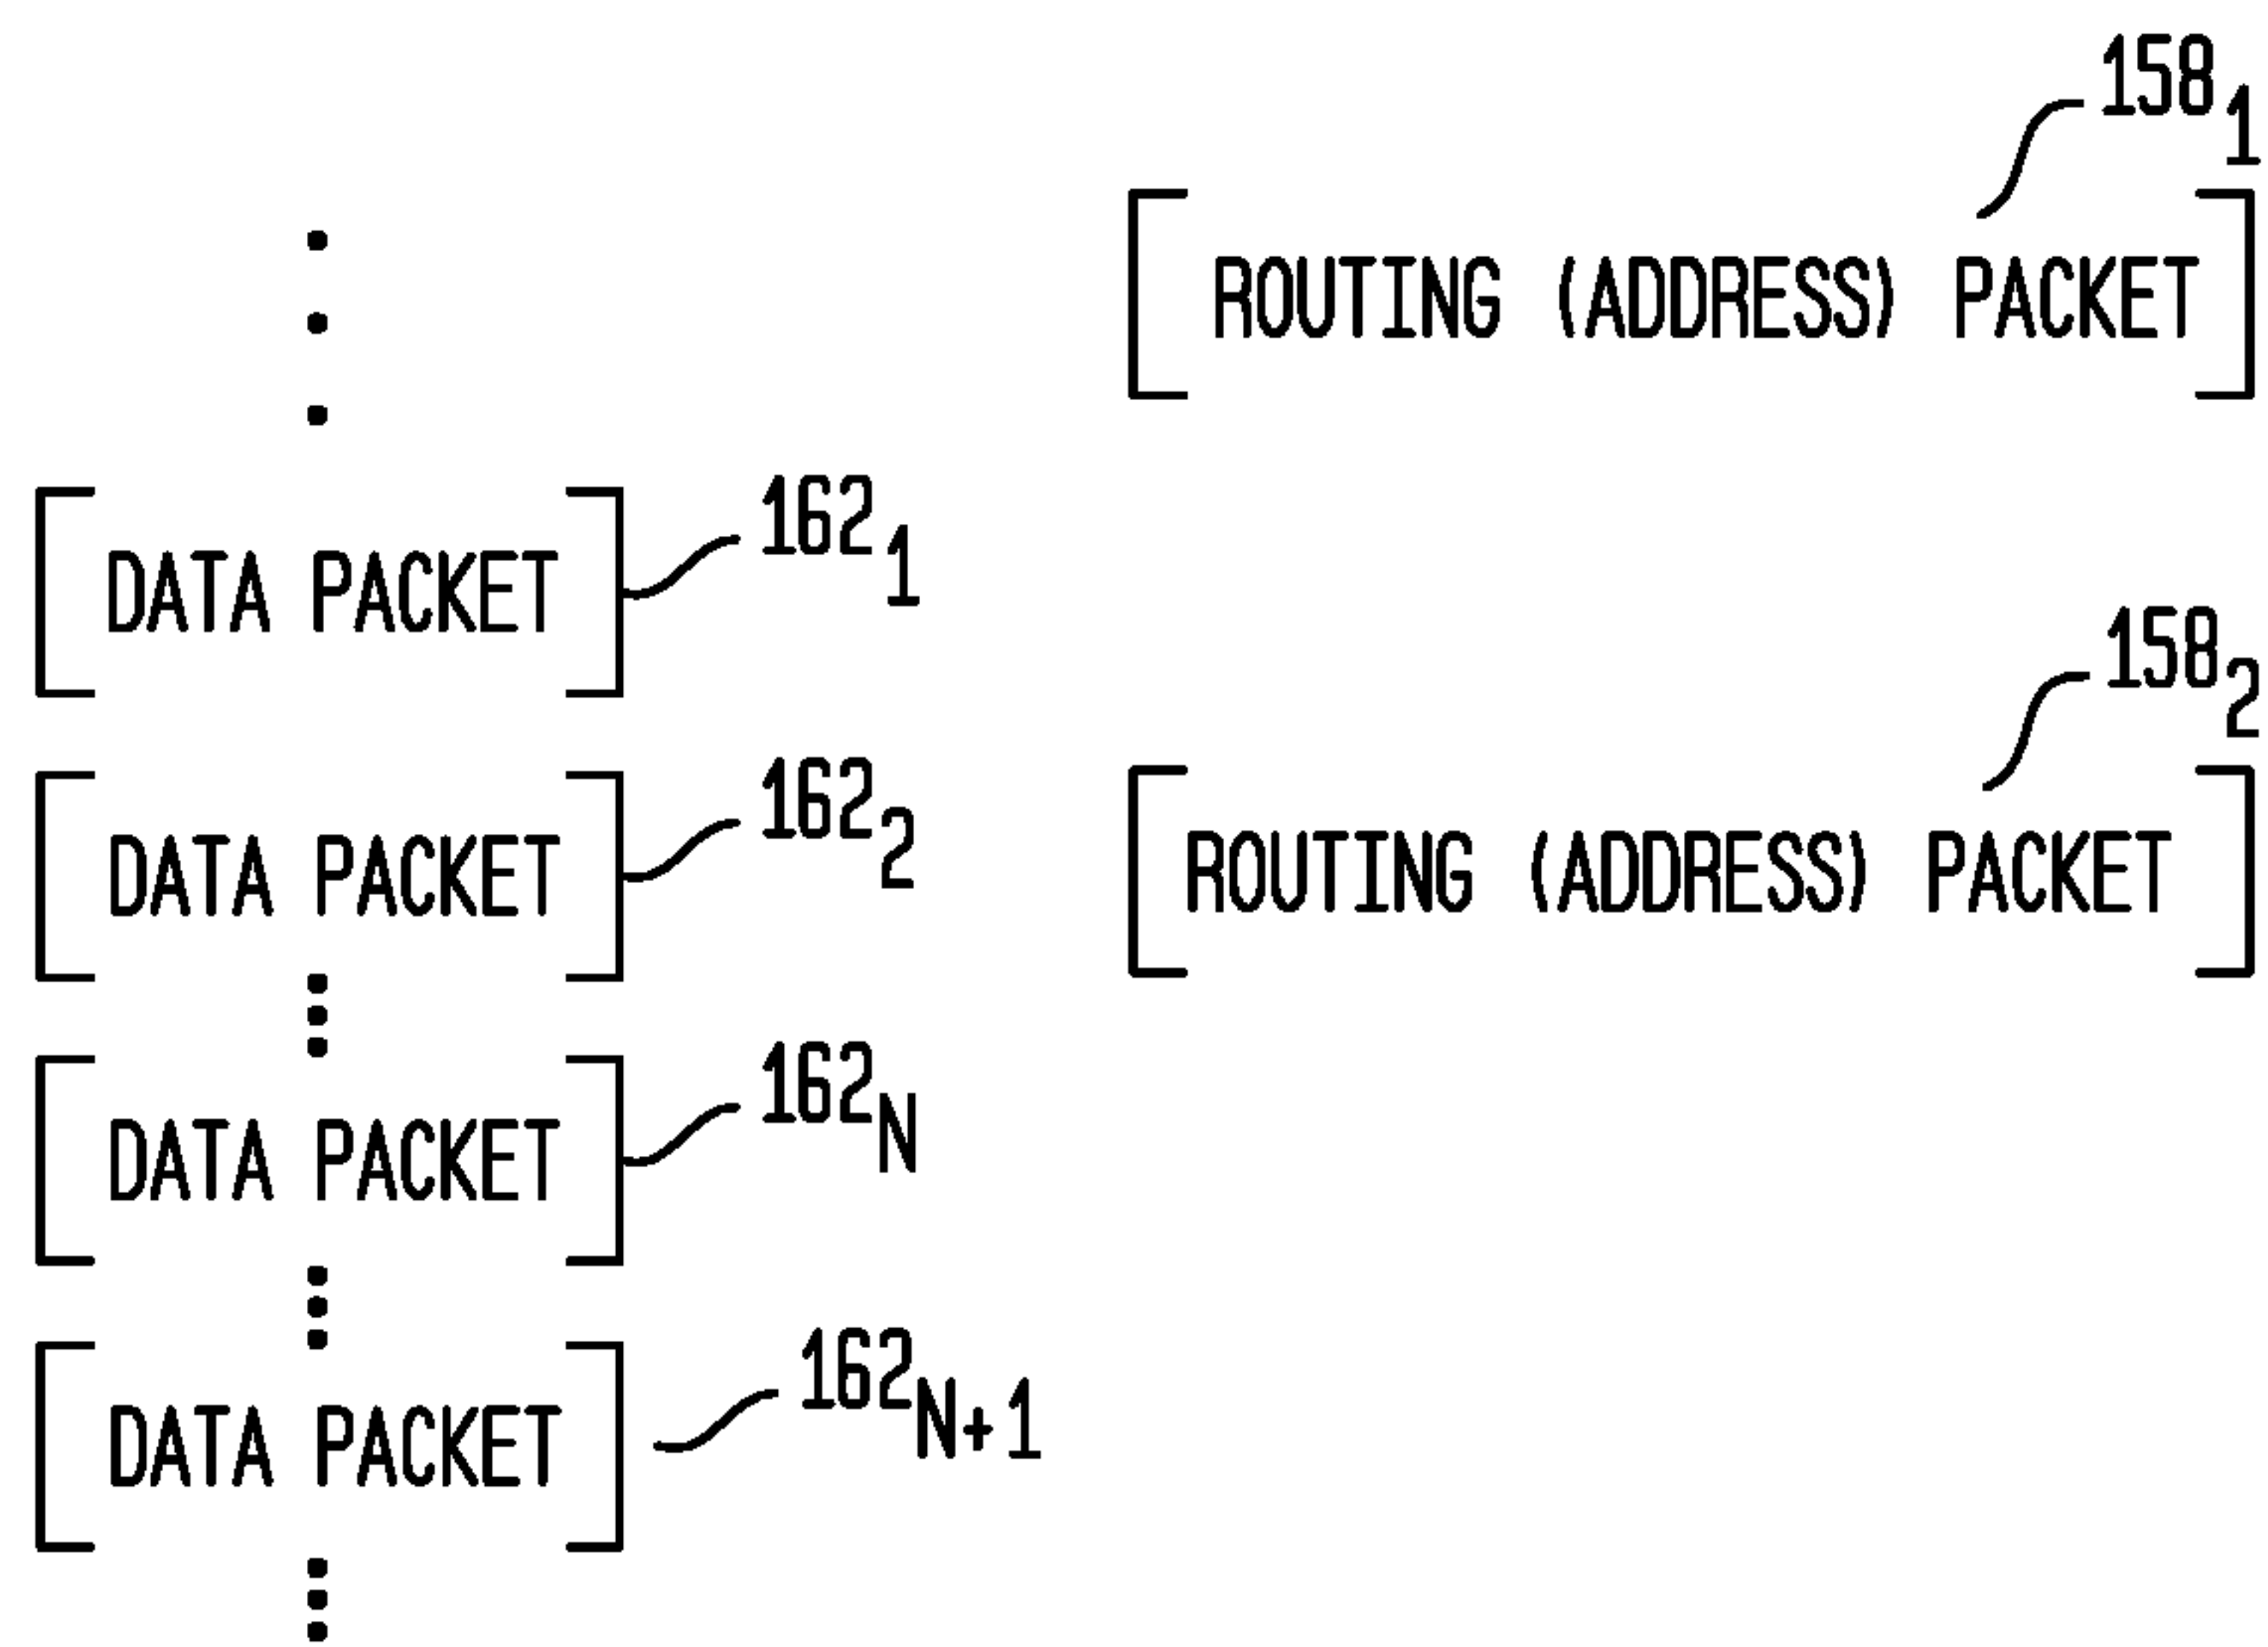 158₁
ROUTING (ADDRESS) PACKET
DATA PACKET 162₁
158₂
DATA PACKET 162₂
ROUTING (ADDRESS) PACKET
DATA PACKET 162N
DATA PACKET 162N+1